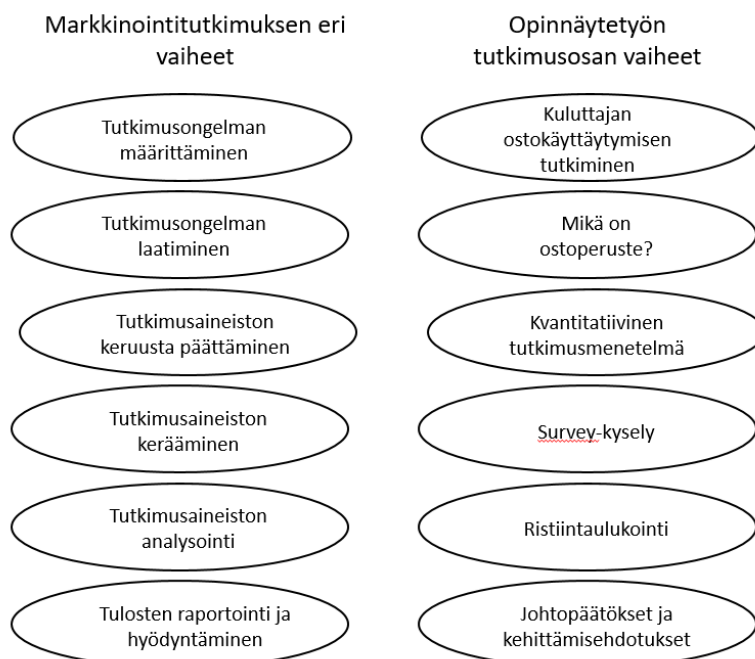 Markkinointitutkimuksen eri
vaiheet
Opinnäytetyön
tutkimusosan vaiheet
Tutkimusongelman
määrittäminen
Kuluttajan
ostokäyttäytymisen
tutkiminen
Tutkimusongelman
laatiminen
Mikä on
ostoperuste?
Tutkimusaineiston
keruusta päättäminen
Kvantitatiivinen
tutkimusmenetelmä
Tutkimusaineiston
kerääminen
Survey-kysely
Tutkimusaineiston
analysointi
Ristiintaulukointi
Tulosten raportointi ja
hyödyntäminen
Johtopäätökset ja
kehittämisehdotukset